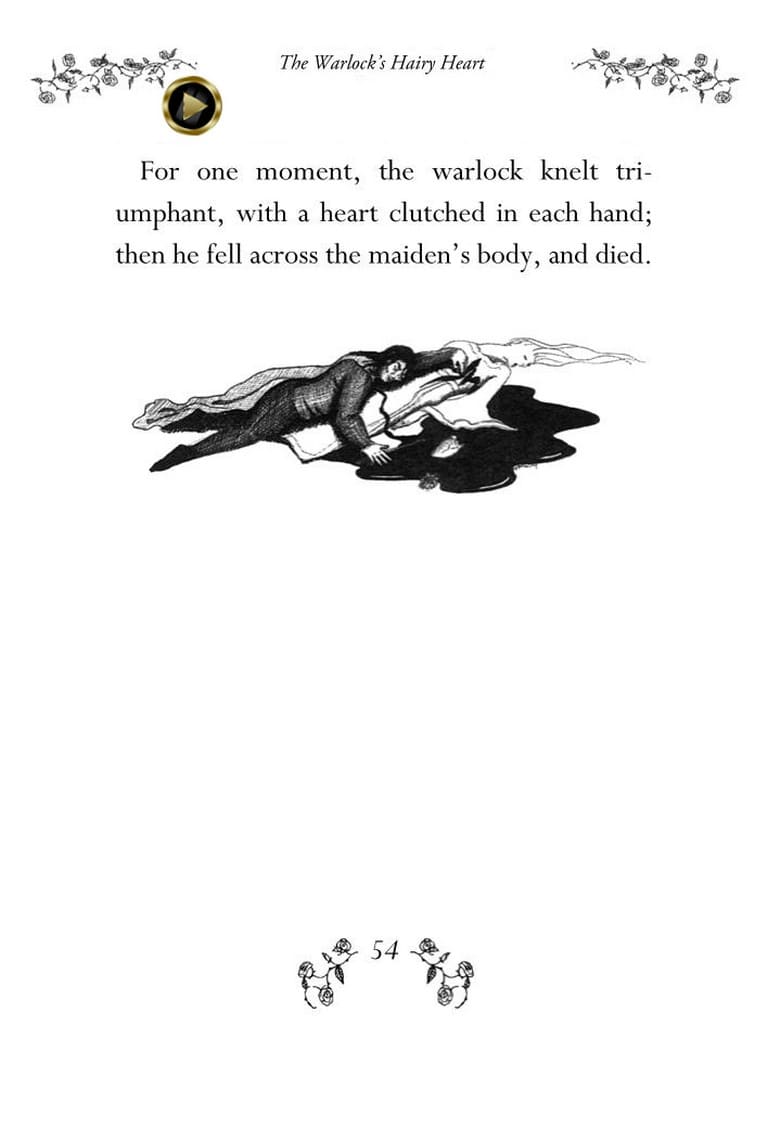 The Warlock's Hairy Heart
For one moment, the warlock knelt tri-
umphant, with a heart clutched in each hand;
then he fell across the maiden's body, and died.
54